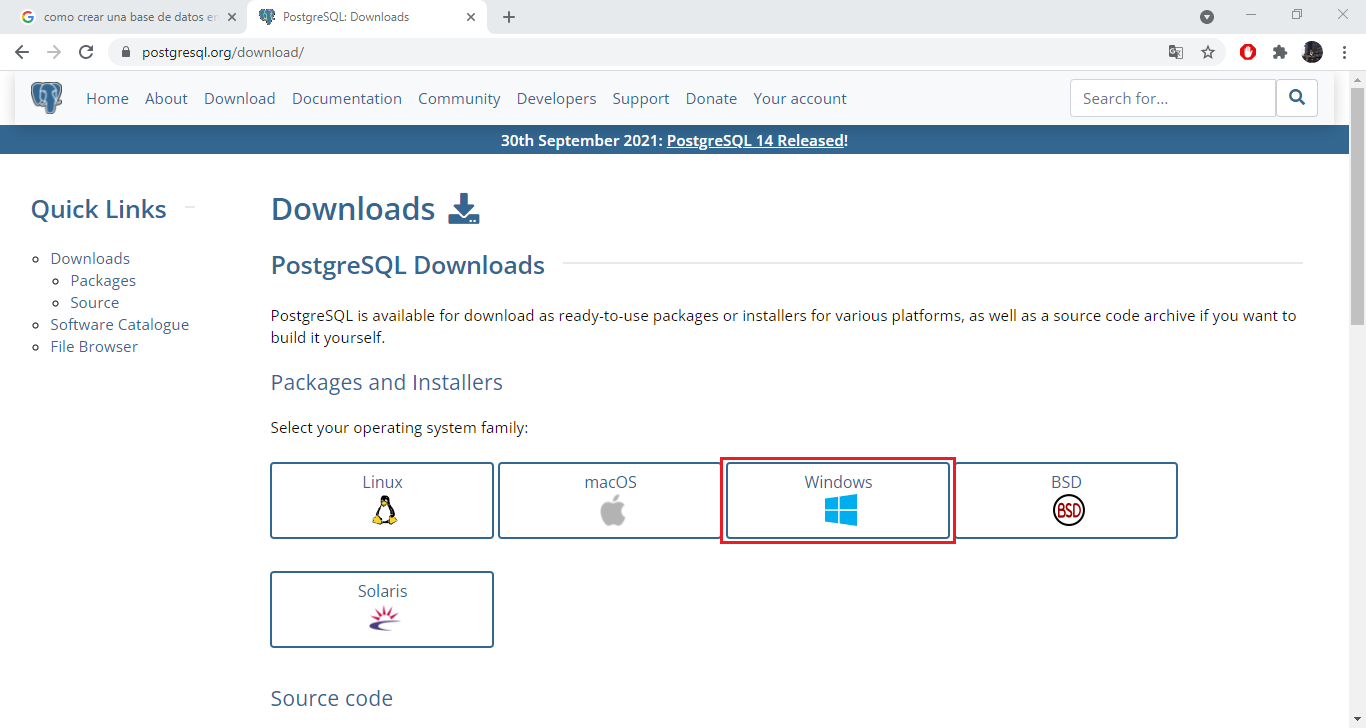 como crear una base de datos en
PostgreSQL: Downloads
postgresql.org/download/
Home About Download Documentation Community Developers Support Donate Your account
Search for...
30th September 2021: PostgreSQL 14 Released!
Quick Links
Downloads
Packages
Source
Software Catalogue
File Browser
Downloads
PostgreSQL Downloads
PostgreSQL is available for download as ready-to-use packages or installers for various platforms, as well as a source code archive if you want to
build it yourself.
Packages and Installers
Select your operating system family:
Linux
macOS
Windows
BSD
BSD
Solaris
Source code